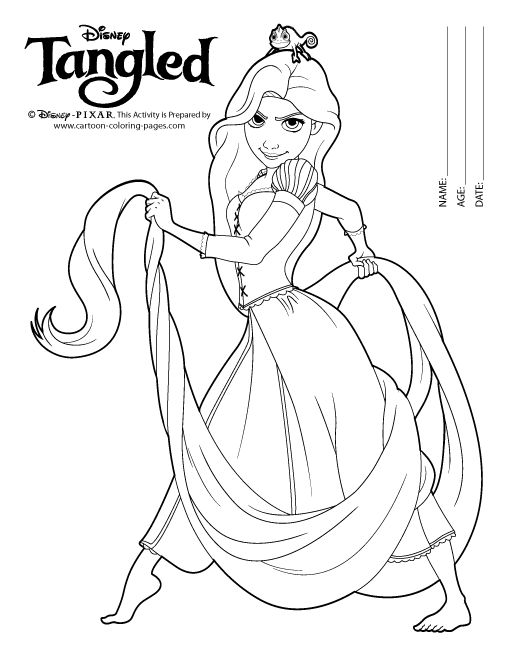 Disney
Tangled
© Disney • PIXAR. This Activity is Prepared by
www.cartoon-coloring-pages.com
NAME:
AGE:
DATE: